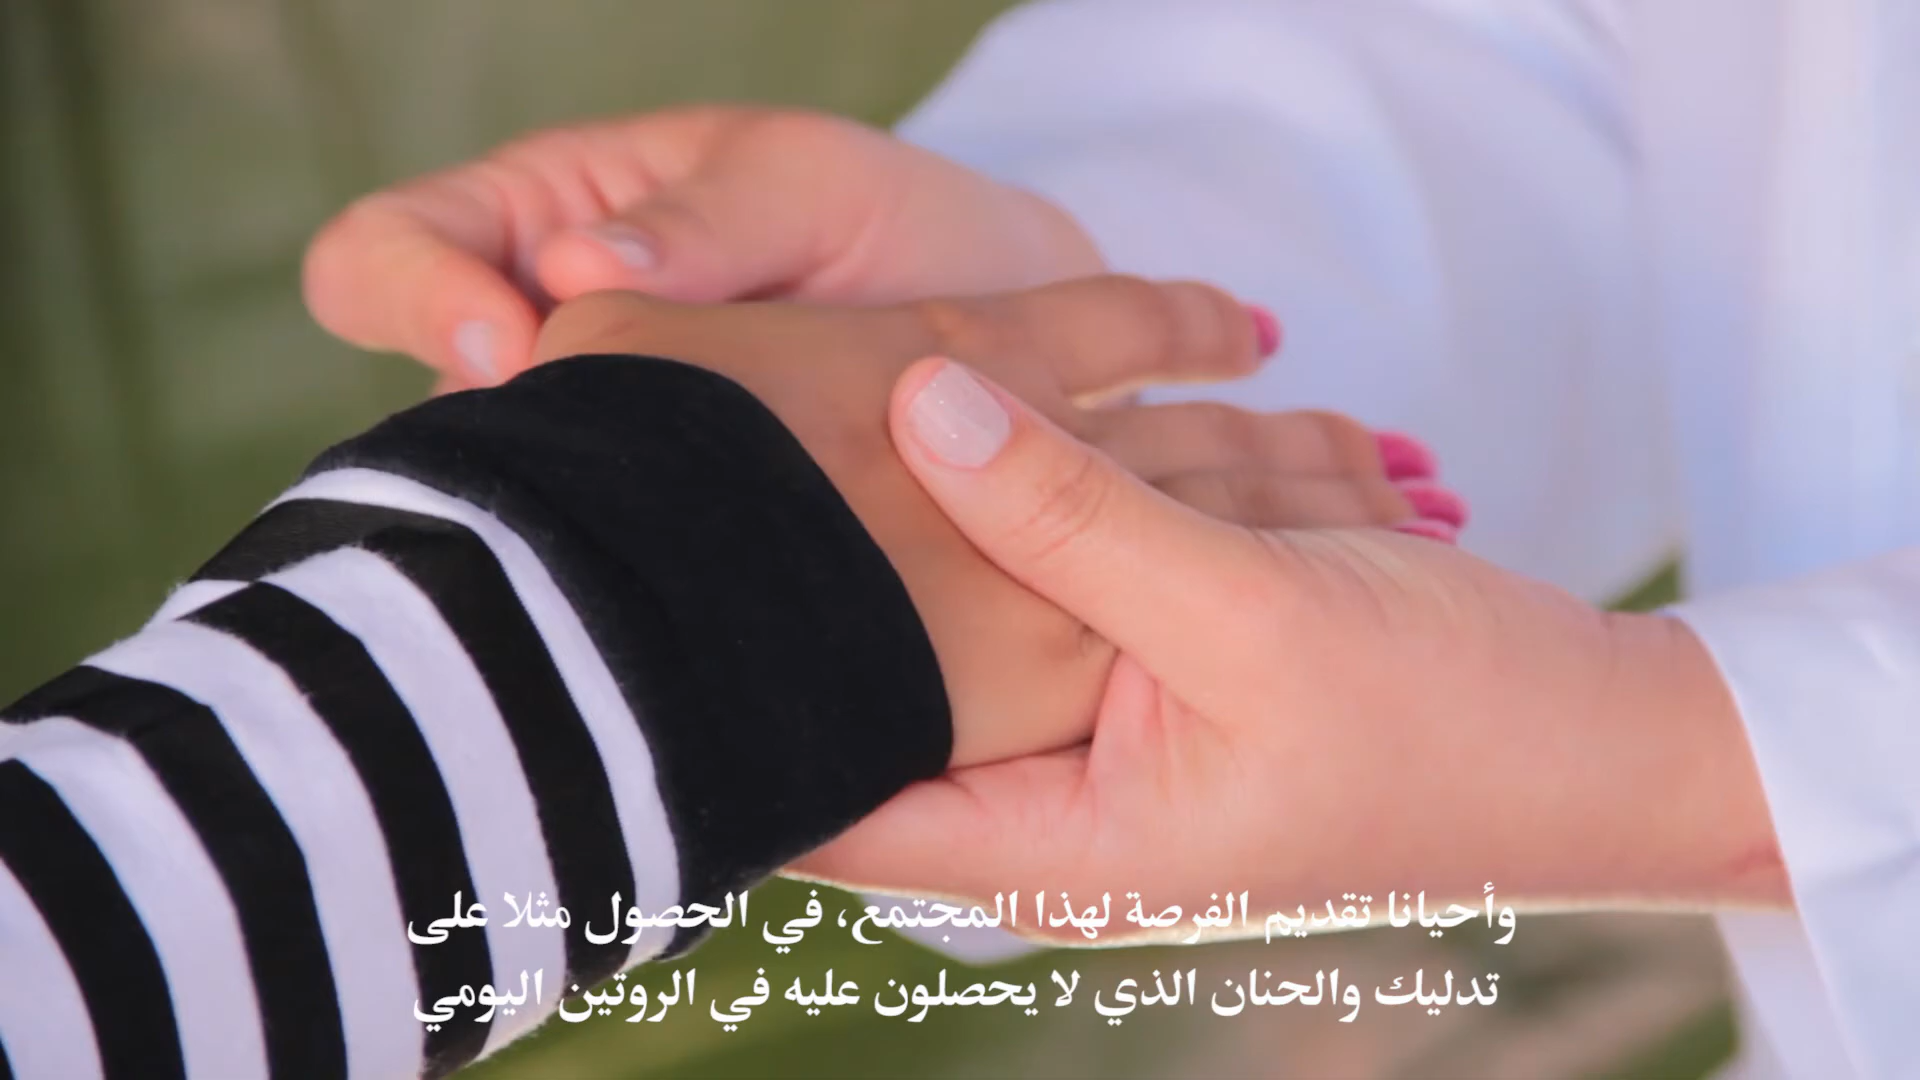 وأحيانا تقديم الفرصة لهذا المجتمع، في الحصول مثلا على
تدليك والحنان الذي لا يحصلون عليه في الروتين اليومي